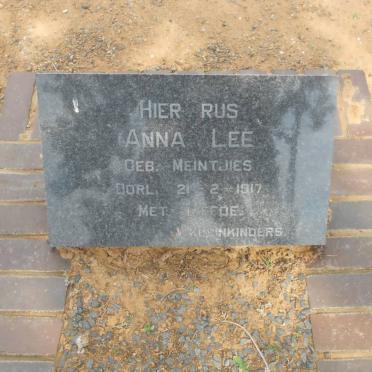 HIER RUS
ANNA LEE
GEB. MEINTJIES
OORL. 21-2-1917
MET LIEFDE.
KLEINKINDERS